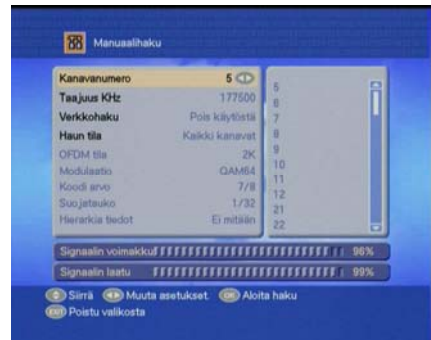 Manuaalihaku
Kanavanumero 5
Taajuus KHz 177500
Verkkohaku Pois käytöstä
Haun tila Kaikki kanavat
OFDM tila 2K
Modulaatio QAM64
Koodi arvo 7/8
Suojatauko 1/32
Hierarkia tiedot Ei mitään
5
6
7
8
9
10
11
12
21
22
Signaalin voimakkuu 96%
Signaalin laatu 99%
Siirrä Muuta asetukset. OK Aloita haku
EXIT Poistu valikosta